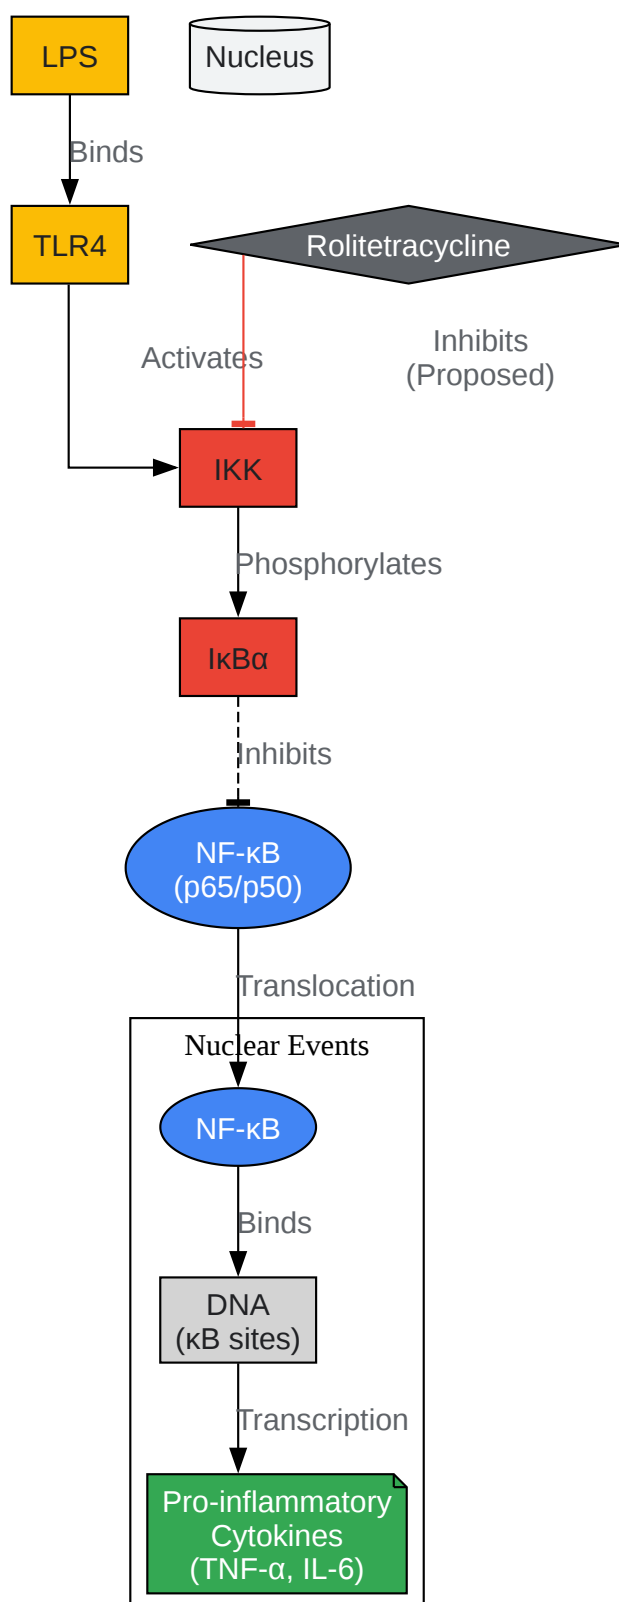 LPS
Nucleus
Binds
TLR4
Rolitetracycline
Activates
Inhibits
(Proposed)
IKK
Phosphorylates
IκBα
Inhibits
NF-κB
(p65/p50)
Translocation
Nuclear Events
NF-κB
Binds
DNA
(κB sites)
Transcription
Pro-inflammatory
Cytokines
(TNF-α, IL-6)